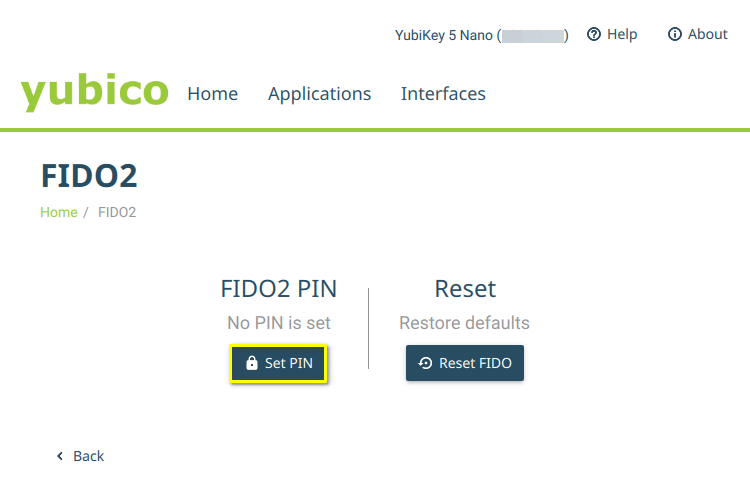 YubiKey 5 Nano ( ) Help About
yubico Home Applications Interfaces
FIDO2
Home / FIDO2
FIDO2 PIN
No PIN is set
Set PIN
Reset
Restore defaults
Reset FIDO
Back